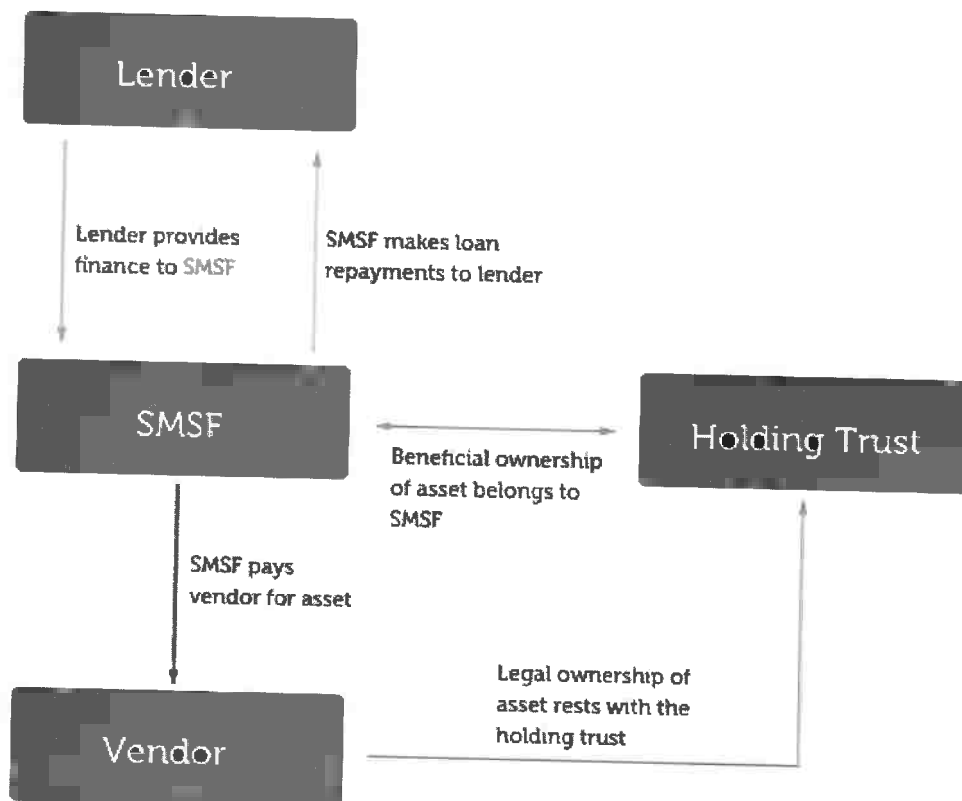 Lender
Lender provides
finance to SMSF
SMSF makes loan
repayments to lender
SMSF
Holding Trust
Beneficial ownership
of asset belongs to
SMSF
SMSF pays
vendor for asset
Legal ownership of
asset rests with the
holding trust
Vendor